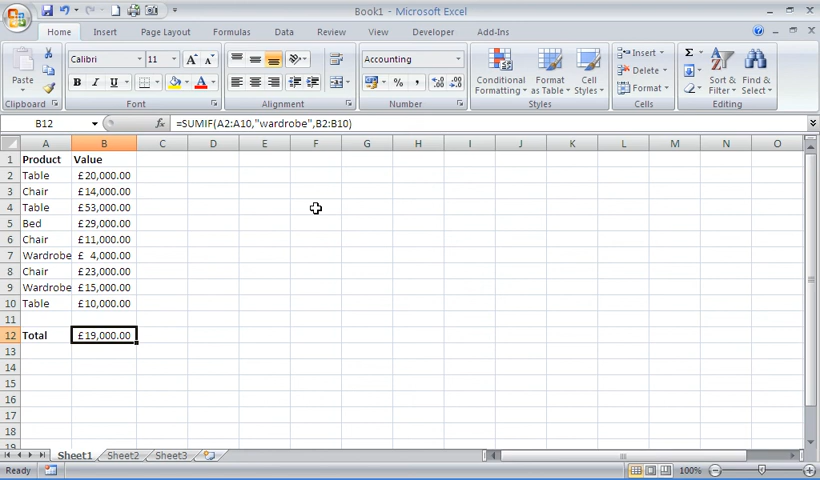 Book1 - Microsoft Excel
Home Insert Page Layout Formulas Data Review View Developer Add-Ins
Paste
Calibri 11 A A
B I U A
Accounting
% , .0 .00 .00 .0
Conditional Formatting
Format as Table
Cell Styles
Insert
Delete
Format
Σ
Sort & Filter
Find & Select
Clipboard Font Alignment Number Styles Cells Editing
B12 fx =SUMIF(A2:A10,"wardrobe",B2:B10)
A B C D E F G H I J K L M N O
1 Product Value
2 Table £20,000.00
3 Chair £14,000.00
4 Table £53,000.00
5 Bed £29,000.00
6 Chair £11,000.00
7 Wardrobe £ 4,000.00
8 Chair £23,000.00
9 Wardrobe £15,000.00
10 Table £10,000.00
11
12 Total £19,000.00
13
14
15
16
17
18
19
Sheet1 Sheet2 Sheet3
Ready 100%